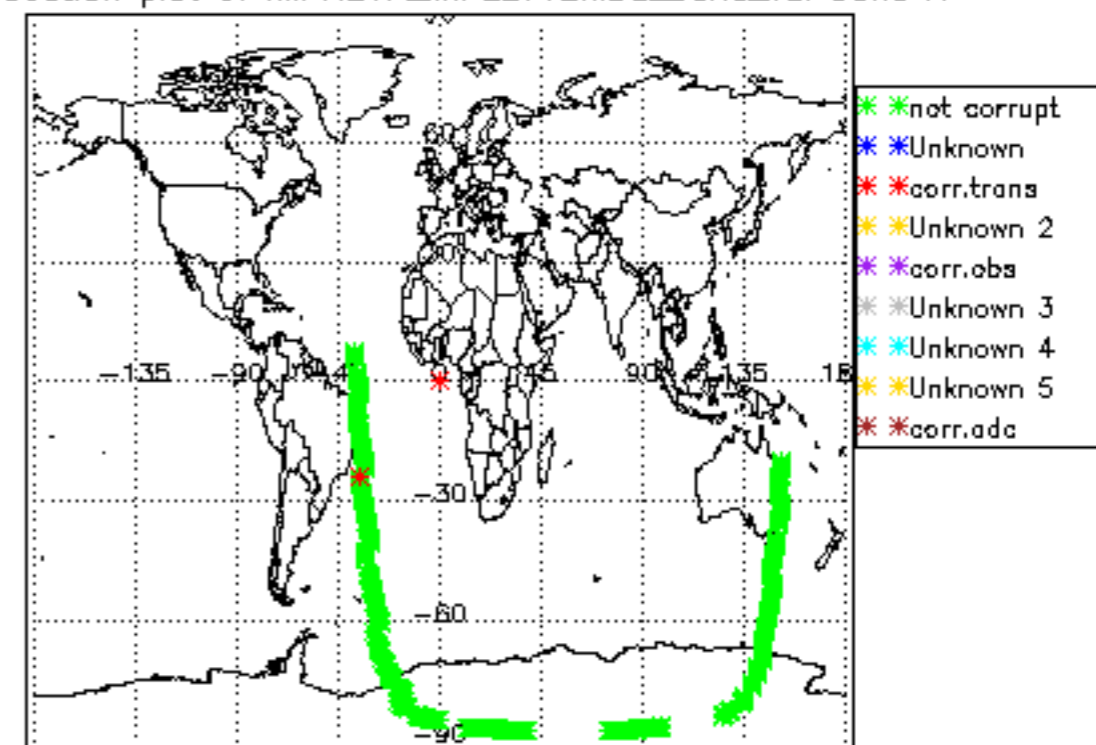 60
-135
-90
45
90
135
-30
-60
-90
not corrupt
Unknown
corr.trans
Unknown 2
corr.obs
Unknown 3
Unknown 4
Unknown 5
corr.adc